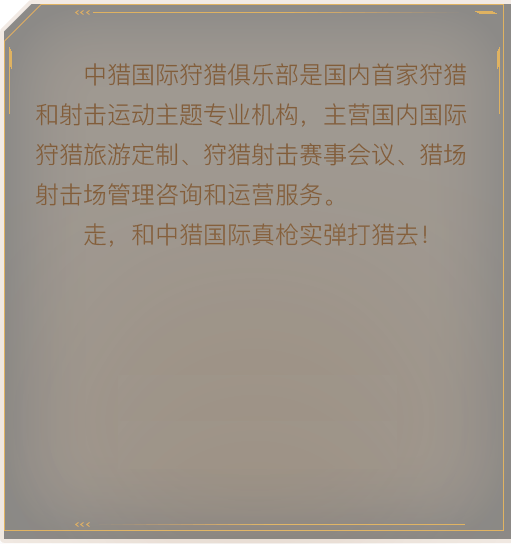 中猎国际狩猎俱乐部是国内首家狩猎
和射击运动主题专业机构，主营国内国际
狩猎旅游定制、狩猎射击赛事会议、猎场
射击场管理咨询和运营服务。
走，和中猎国际真枪实弹打猎去！